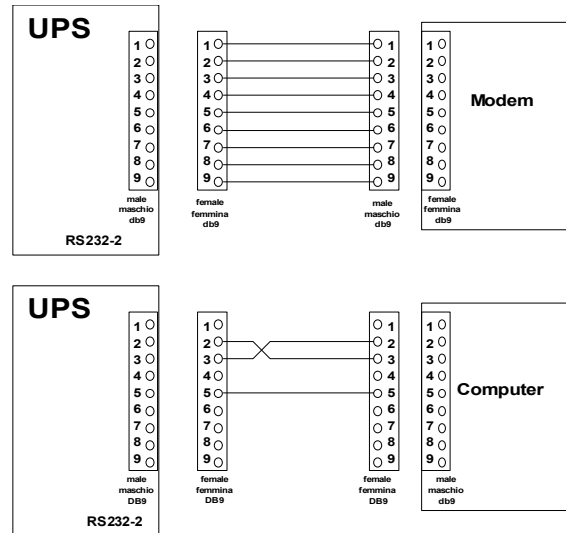 UPS
1 1 1 1
2 2 2 2
3 3 3 3
4 4 4 4
5 5 5 5
6 6 6 6
7 7 7 7
8 8 8 8
9 9 9 9
Modem
male
maschio
db9
female
femmina
db9
male
maschio
db9
female
femmina
db9
RS232-2
UPS
1 1 1 1
2 2 2 2
3 3 3 3
4 4 4 4
5 5 5 5
6 6 6 6
7 7 7 7
8 8 8 8
9 9 9 9
Computer
male
maschio
DB9
female
femmina
DB9
female
femmina
DB9
male
maschio
db9
RS232-2